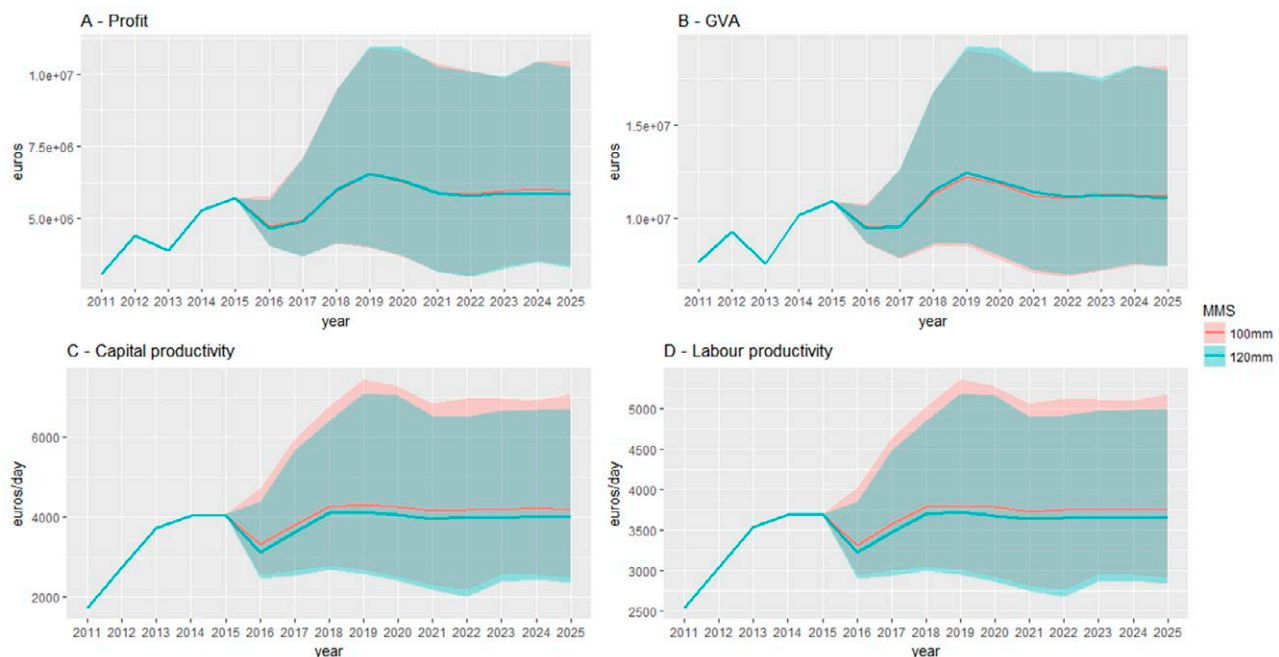 A - Profit
1.0e+07
7.5e+06
5.0e+06
euros
2011 2012 2013 2014 2015 2016 2017 2018 2019 2020 2021 2022 2023 2024 2025
year
B - GVA
1.5e+07
1.0e+07
euros
2011 2012 2013 2014 2015 2016 2017 2018 2019 2020 2021 2022 2023 2024 2025
year
C - Capital productivity
6000
4000
2000
euros/day
2011 2012 2013 2014 2015 2016 2017 2018 2019 2020 2021 2022 2023 2024 2025
year
D - Labour productivity
5000
4500
4000
3500
3000
2500
euros/day
2011 2012 2013 2014 2015 2016 2017 2018 2019 2020 2021 2022 2023 2024 2025
year
MMS
100mm
120mm